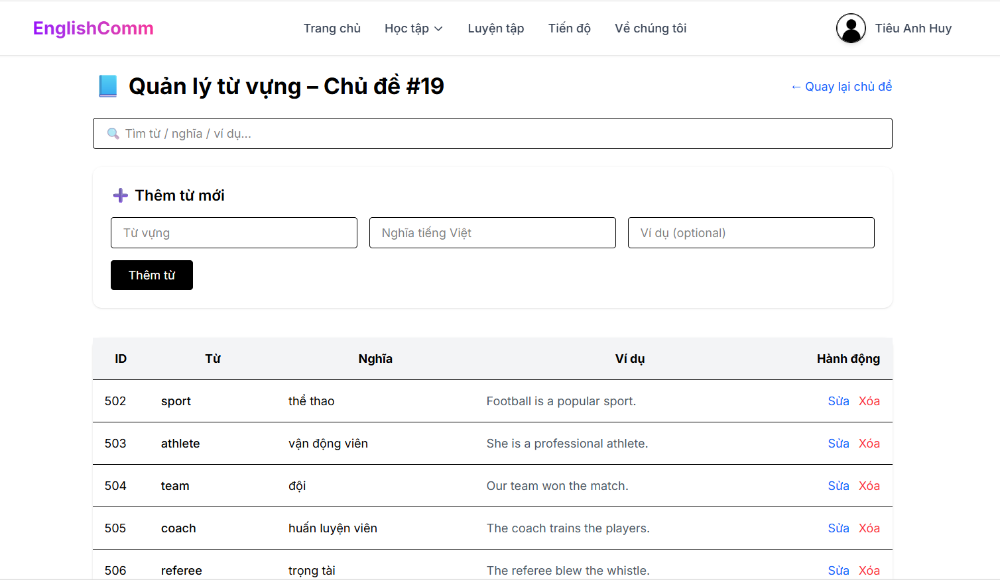 EnglishComm
Trang chủ Học tập Luyện tập Tiến độ Về chúng tôi
Tiêu Anh Huy
Quản lý từ vựng – Chủ đề #19
← Quay lại chủ đề
Tìm từ / nghĩa / ví dụ...
Thêm từ mới
Từ vựng Nghĩa tiếng Việt Ví dụ (optional)
Thêm từ
ID Từ Nghĩa Ví dụ Hành động
502 sport thể thao Football is a popular sport. Sửa Xóa
503 athlete vận động viên She is a professional athlete. Sửa Xóa
504 team đội Our team won the match. Sửa Xóa
505 coach huấn luyện viên The coach trains the players. Sửa Xóa
506 referee trọng tài The referee blew the whistle. Sửa Xóa